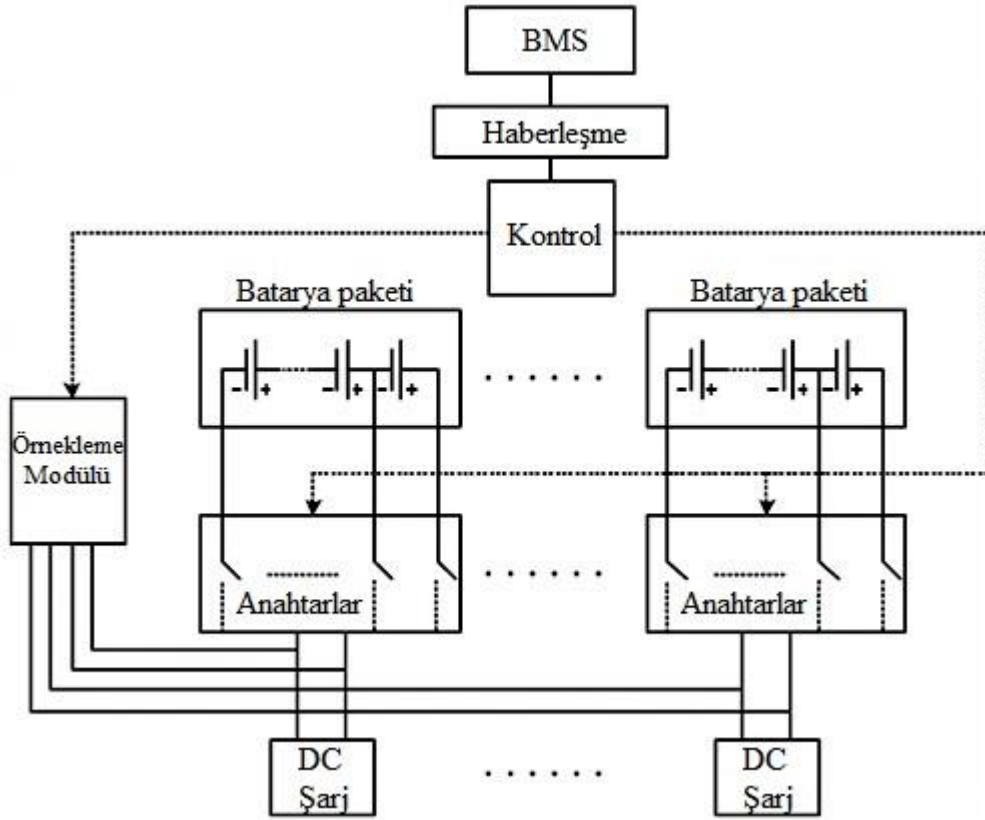 BMS
Haberleşme
Kontrol
Batarya paketi
Batarya paketi
- + - + - +
- + - + - +
Örnekleme
Modülü
Anahtarlar
Anahtarlar
DC
Şarj
DC
Şarj